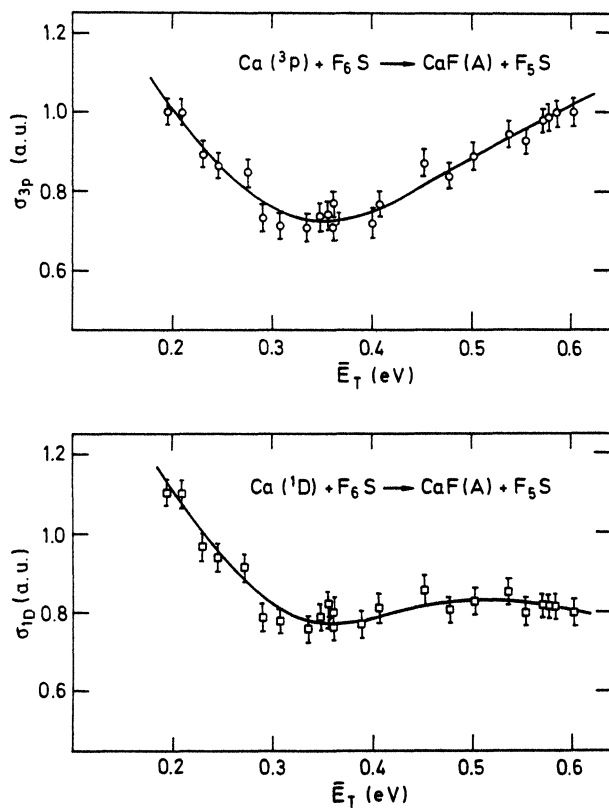 Ca (³p) + F₆S → CaF (A) + F₅S
σ₃ₚ (a.u.)
1.2
1.0
0.8
0.6
0.2 0.3 0.4 0.5 0.6
E̅_T (eV)
Ca (¹D) + F₆S → CaF(A) + F₅S
σ₁D (a.u.)
1.2
1.0
0.8
0.6
0.2 0.3 0.4 0.5 0.6
E̅_T (eV)